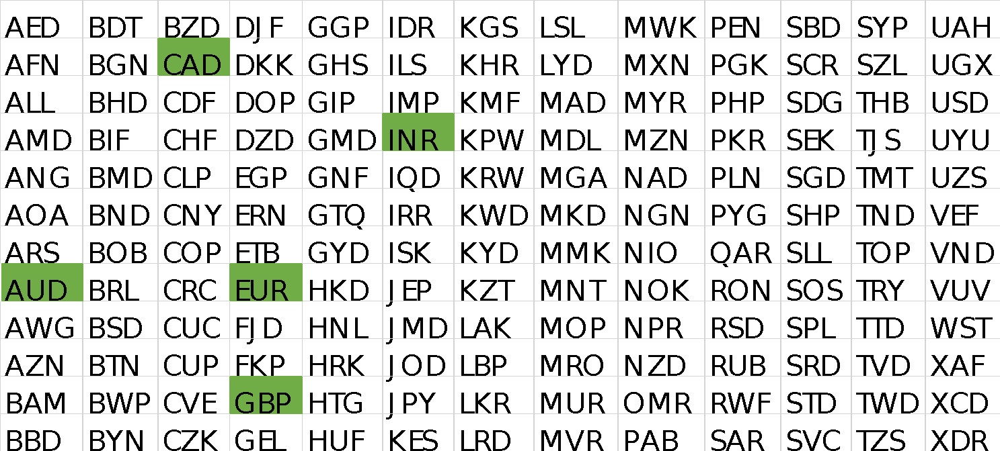 AED BDT BZD DJF GGP IDR KGS LSL MWK PEN SBD SYP UAH
AFN BGN CAD DKK GHS ILS KHR LYD MXN PGK SCR SZL UGX
ALL BHD CDF DOP GIP IMP KMF MAD MYR PHP SDG THB USD
AMD BIF CHF DZD GMD INR KPW MDL MZN PKR SEK TJS UYU
ANG BMD CLP EGP GNF IQD KRW MGA NAD PLN SGD TMT UZS
AOA BND CNY ERN GTQ IRR KWD MKD NGN PYG SHP TND VEF
ARS BOB COP ETB GYD ISK KYD MMK NIO QAR SLL TOP VND
AUD BRL CRC EUR HKD JEP KZT MNT NOK RON SOS TRY VUV
AWG BSD CUC FJD HNL JMD LAK MOP NPR RSD SPL TTD WST
AZN BTN CUP FKP HRK JOD LBP MRO NZD RUB SRD TVD XAF
BAM BWP CVE GBP HTG JPY LKR MUR OMR RWF STD TWD XCD
BBD BYN CZK GEL HUF KES LRD MVR PAB SAR SVC TZS XDR